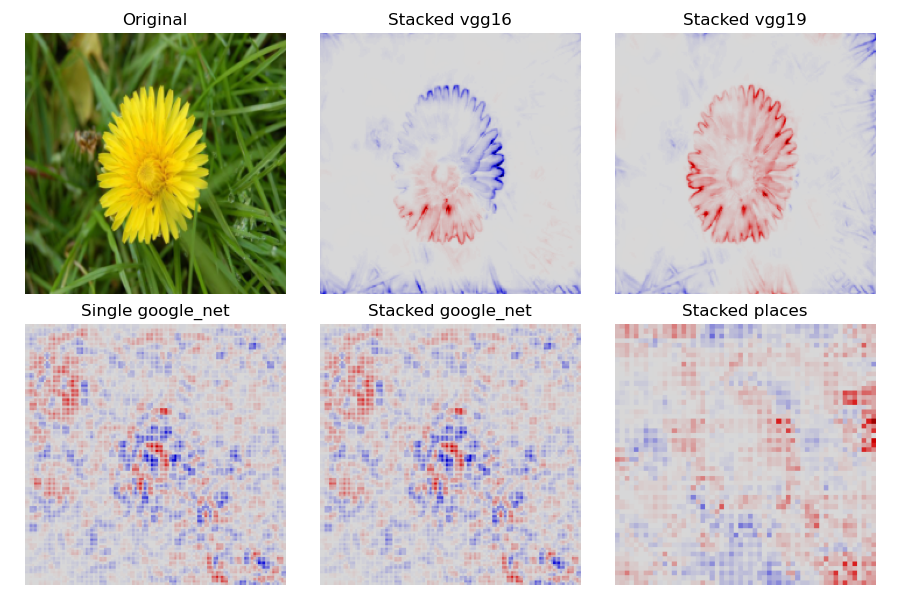 Original
Stacked vgg16
Stacked vgg19
Single google_net
Stacked google_net
Stacked places